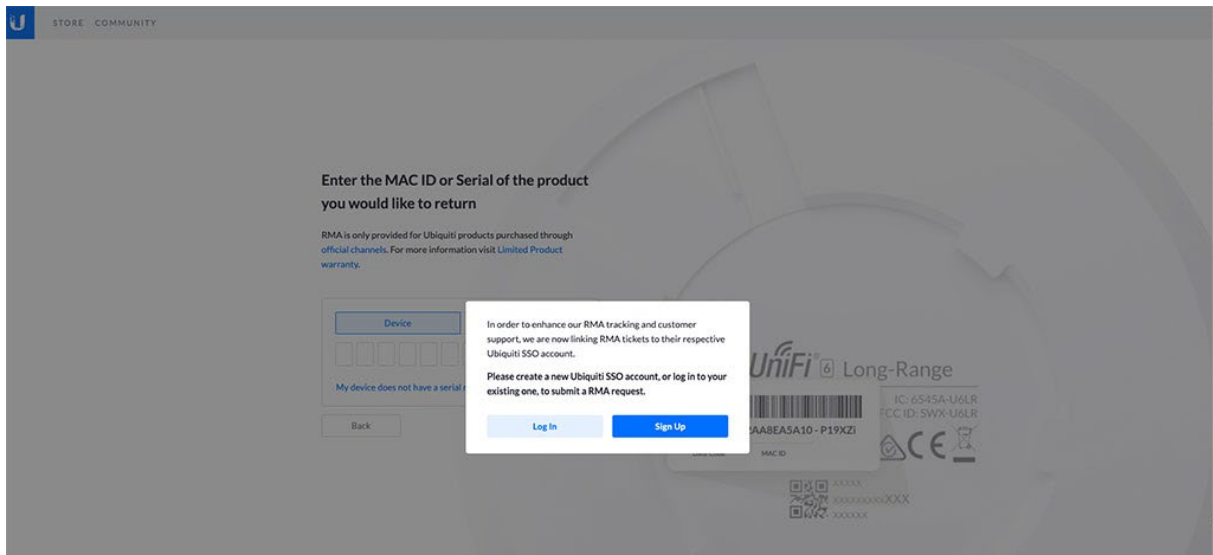 STORE COMMUNITY
Enter the MAC ID or Serial of the product
you would like to return
RMA is only provided for Ubiquiti products purchased through
official channels. For more information visit Limited Product
warranty.
Device
My device does not have a serial
Back
In order to enhance our RMA tracking and customer
support, we are now linking RMA tickets to their respective
Ubiquiti SSO account.
Please create a new Ubiquiti SSO account, or log in to your
existing one, to submit a RMA request.
Log In
Sign Up
UniFi 6 Long-Range
IC: 6545A-U6LR
FCC ID: SWX-U6LR
2AA8EA5A10 - P19XZi
Date Code
MAC ID
XXXXX
XXXXXXXXXXX
XXXXXX